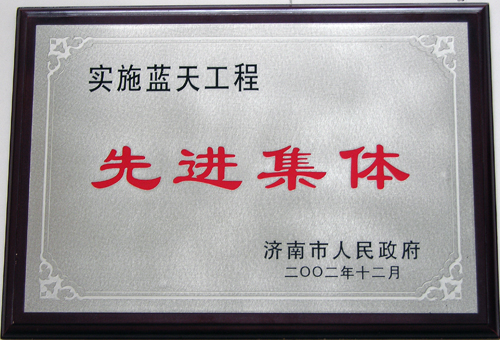 实施蓝天工程
先进集体
济南市人民政府
二〇〇二年十二月